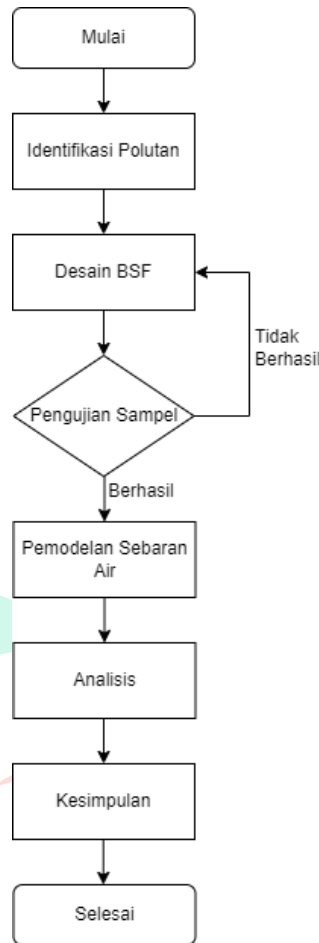 Mulai
Identifikasi Polutan
Desain BSF
Tidak
Berhasil
Pengujian Sampel
Berhasil
Pemodelan Sebaran
Air
Analisis
Kesimpulan
Selesai